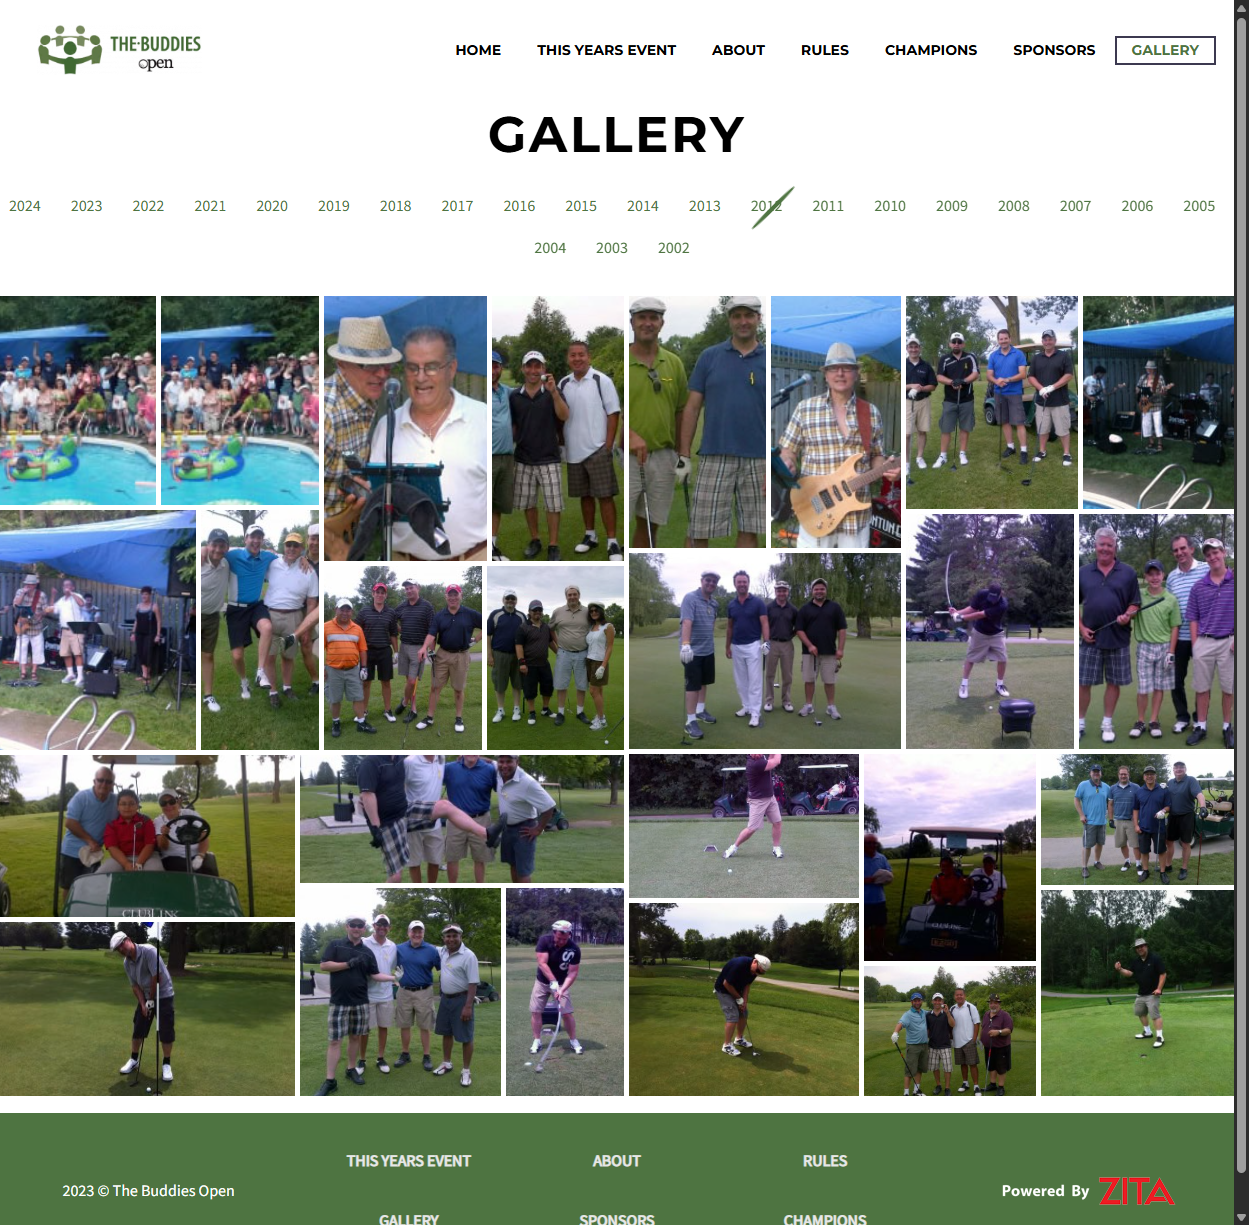 THE·BUDDIES
open
HOME THIS YEARS EVENT ABOUT RULES CHAMPIONS SPONSORS GALLERY
GALLERY
2024 2023 2022 2021 2020 2019 2018 2017 2016 2015 2014 2013 2012 2011 2010 2009 2008 2007 2006 2005
2004 2003 2002
CLUBLINK
THIS YEARS EVENT ABOUT RULES
2023 © The Buddies Open
Powered By ZITA
GALLERY SPONSORS CHAMPIONS